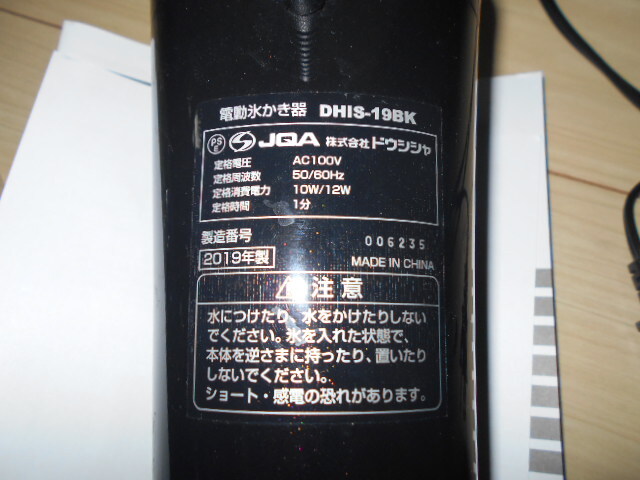 電動氷かき器 DHIS-19BK
PS E JQA 株式会社ドウシシャ
定格電圧 AC100V
定格周波数 50/60Hz
定格消費電力 10W/12W
定格時間 1分
製造番号 006235
2019年製 MADE IN CHINA
注意
水につけたり、水をかけたりしない
でください。氷を入れた状態で、
本体を逆さまに持ったり、置いたり
しないでください。
ショート・感電の恐れがあります。